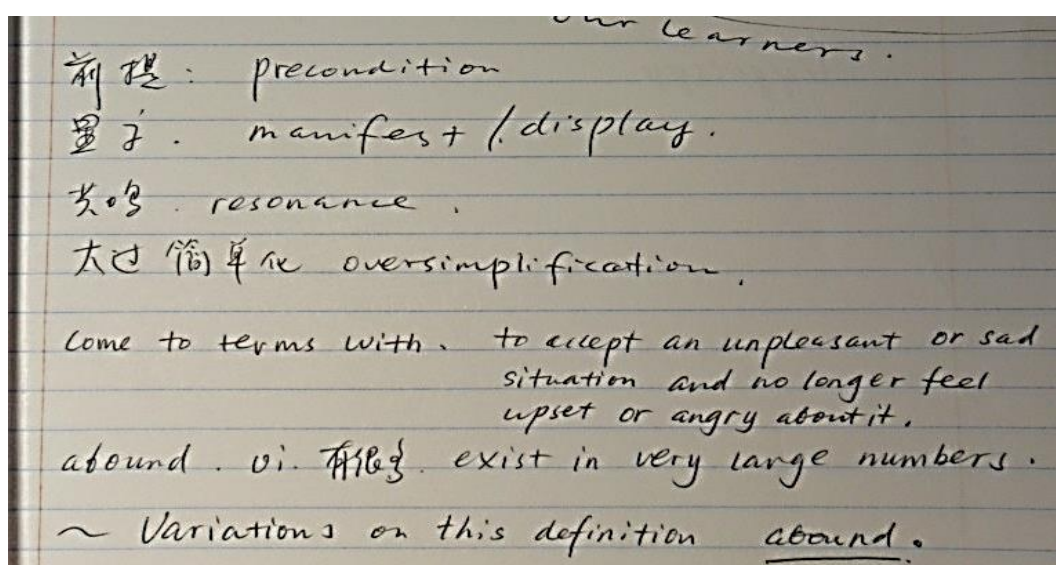 our learners.
前提: precondition
显示. manifest / display.
共鸣. resonance.
太过简单化 oversimplification.
come to terms with. to accept an unpleasant or sad
situation and no longer feel
upset or angry about it.
abound. vi. 有很多. exist in very large numbers.
~ Variations on this definition abound.